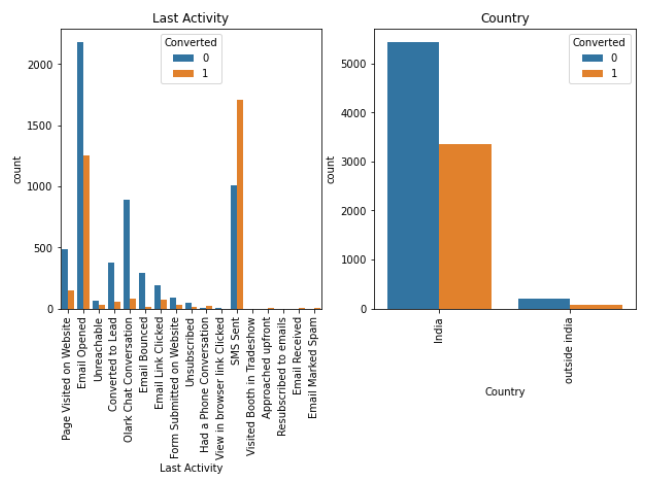 Last Activity
Converted
0
1
2000
1500
1000
500
0
count
Page Visited on Website
Email Opened
Unreachable
Converted to Lead
Olark Chat Conversation
Email Bounced
Email Link Clicked
Form Submitted on Website
Unsubscribed
Had a Phone Conversation
View in browser link Clicked
SMS Sent
Visited Booth in Tradeshow
Approached upfront
Resubscribed to emails
Email Received
Email Marked Spam
Last Activity
Country
Converted
0
1
5000
4000
3000
2000
1000
0
count
India
outside india
Country